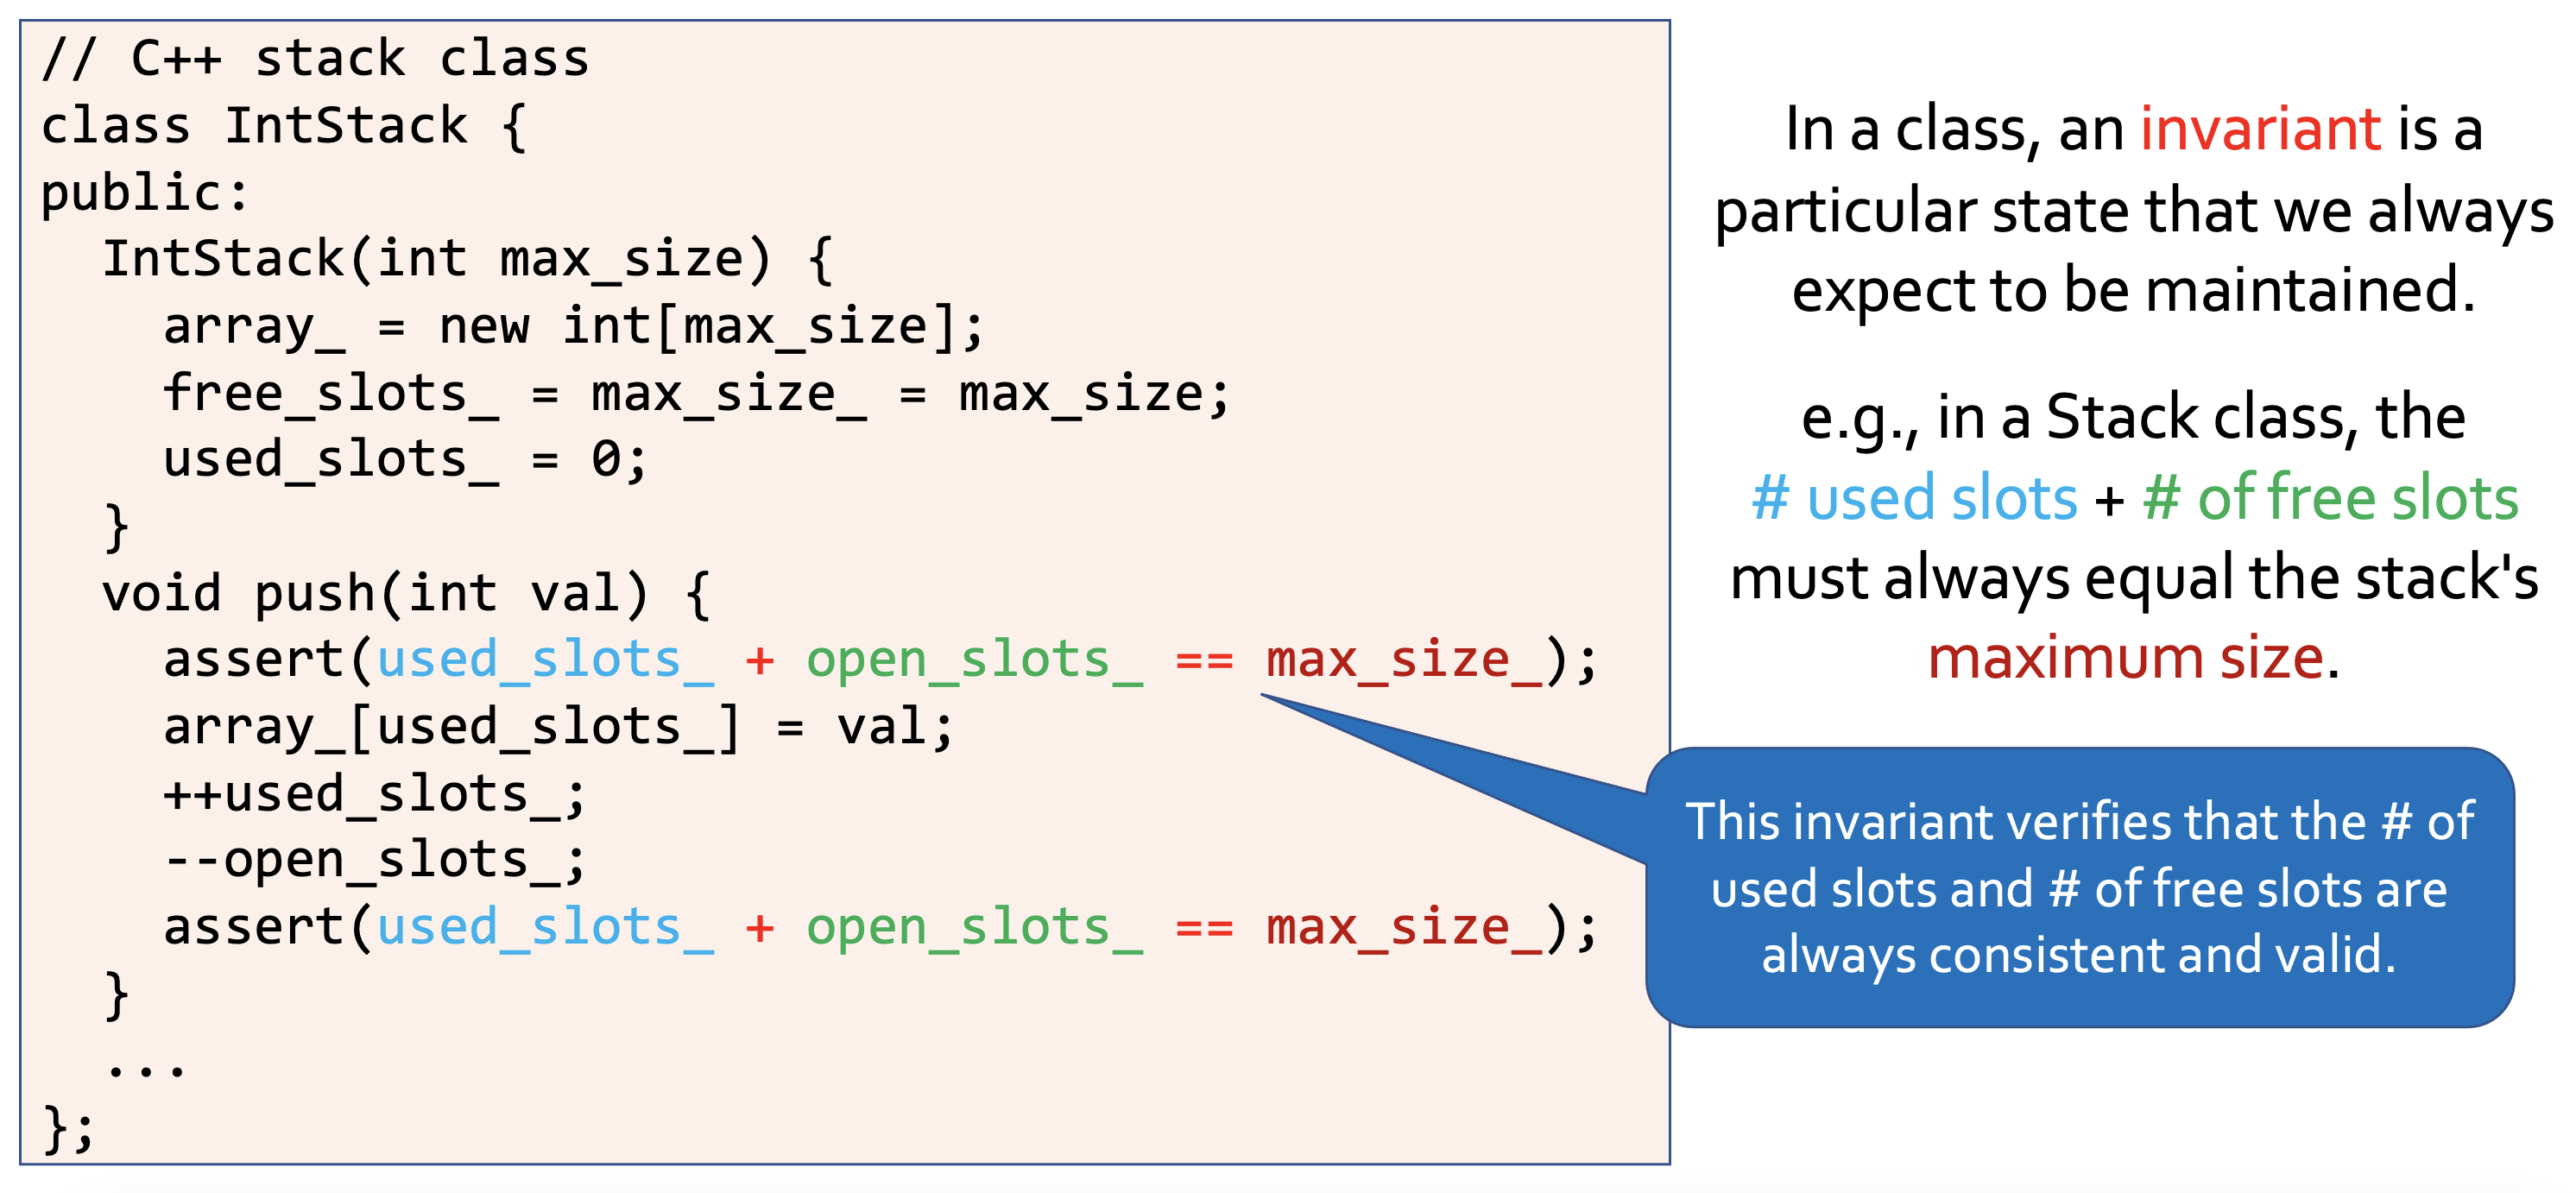 // C++ stack class
class IntStack {
public:
  IntStack(int max_size) {
    array_ = new int[max_size];
    free_slots_ = max_size_ = max_size;
    used_slots_ = 0;
  }
  void push(int val) {
    assert(used_slots_ + open_slots_ == max_size_);
    array_[used_slots_] = val;
    ++used_slots_;
    --open_slots_;
    assert(used_slots_ + open_slots_ == max_size_);
  }
  ...
};
In a class, an invariant is a
particular state that we always
expect to be maintained.
e.g., in a Stack class, the
# used slots + # of free slots
must always equal the stack's
maximum size.
This invariant verifies that the # of
used slots and # of free slots are
always consistent and valid.